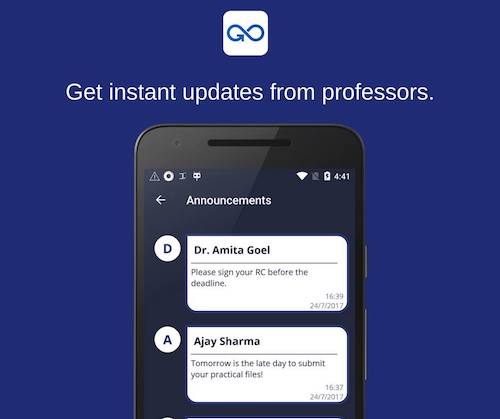 GO
Get instant updates from professors.
4:41
Announcements
D
Dr. Amita Goel
Please sign your RC before the
deadline.
16:39
24/7/2017
A
Ajay Sharma
Tomorrow is the late day to submit
your practical files!
16:37
24/7/2017